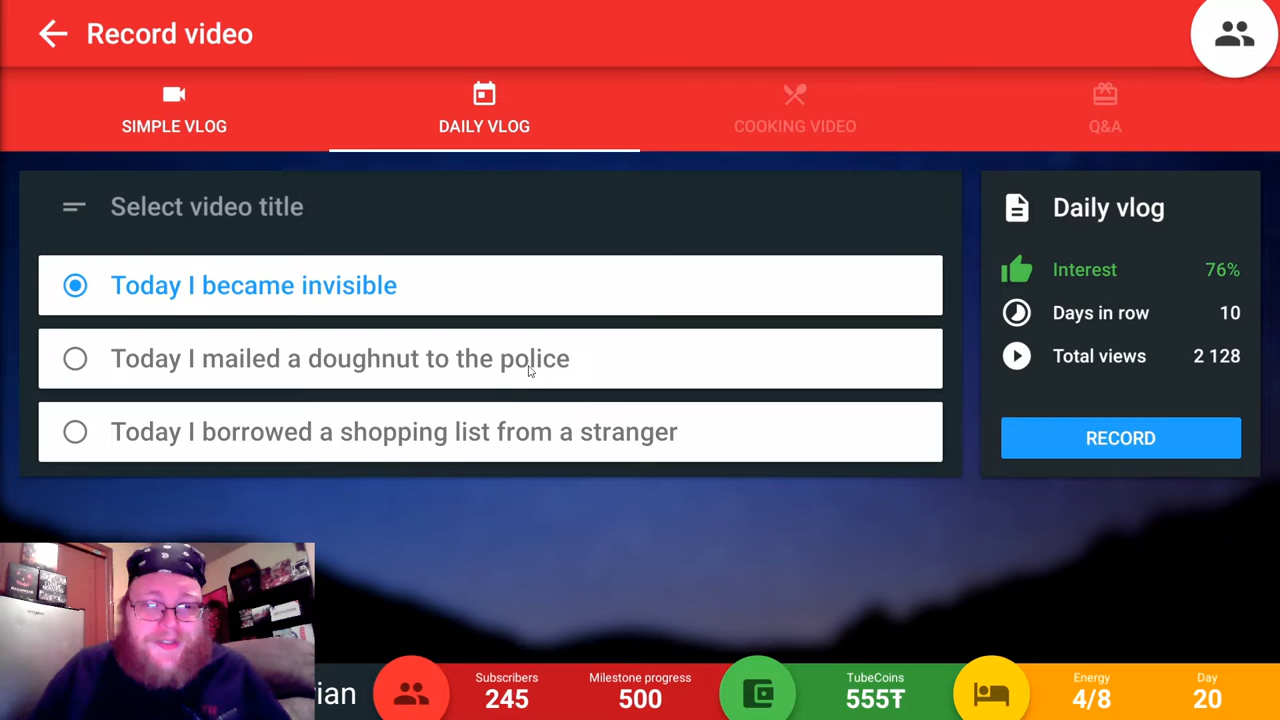 Record video
SIMPLE VLOG
DAILY VLOG
COOKING VIDEO
Q&A
Select video title
Today I became invisible
Today I mailed a doughnut to the police
Today I borrowed a shopping list from a stranger
Daily vlog
Interest 76%
Days in row 10
Total views 2 128
RECORD
ian
Subscribers
245
Milestone progress
500
TubeCoins
555Ŧ
Energy
4/8
Day
20